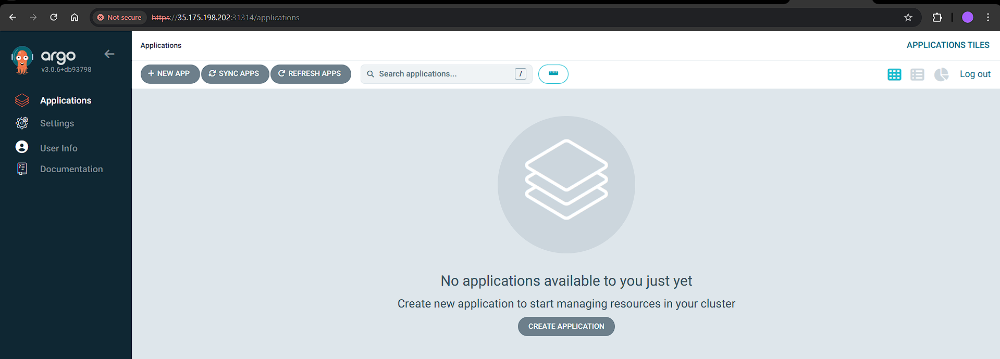 Not secure https://35.175.198.202:31314/applications
argo
v3.0.6+db93798
Applications
Settings
User Info
Documentation
Applications
APPLICATIONS TILES
NEW APP SYNC APPS REFRESH APPS Search applications... / Log out
No applications available to you just yet
Create new application to start managing resources in your cluster
CREATE APPLICATION